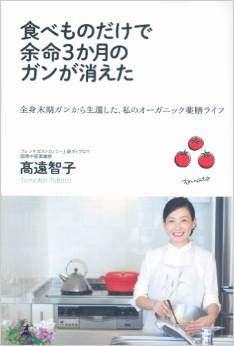 食べものだけで
余命3か月の
ガンが消えた
全身末期ガンから生還した、私のオーガニック薬膳ライフ
フレンチガストロノミー上級ディプロマ
国際中医薬膳師
髙遠智子
Tomoko Takato
tomato